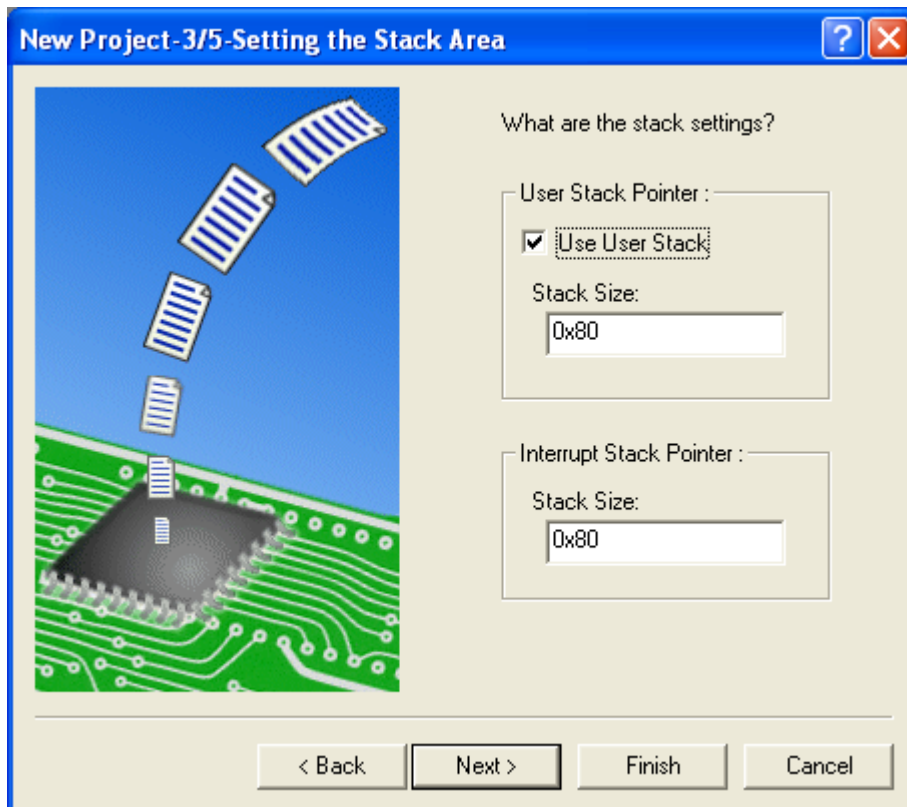 New Project-3/5-Setting the Stack Area
What are the stack settings?
User Stack Pointer :
Use User Stack
Stack Size:
0x80
Interrupt Stack Pointer :
Stack Size:
0x80
< Back
Next >
Finish
Cancel